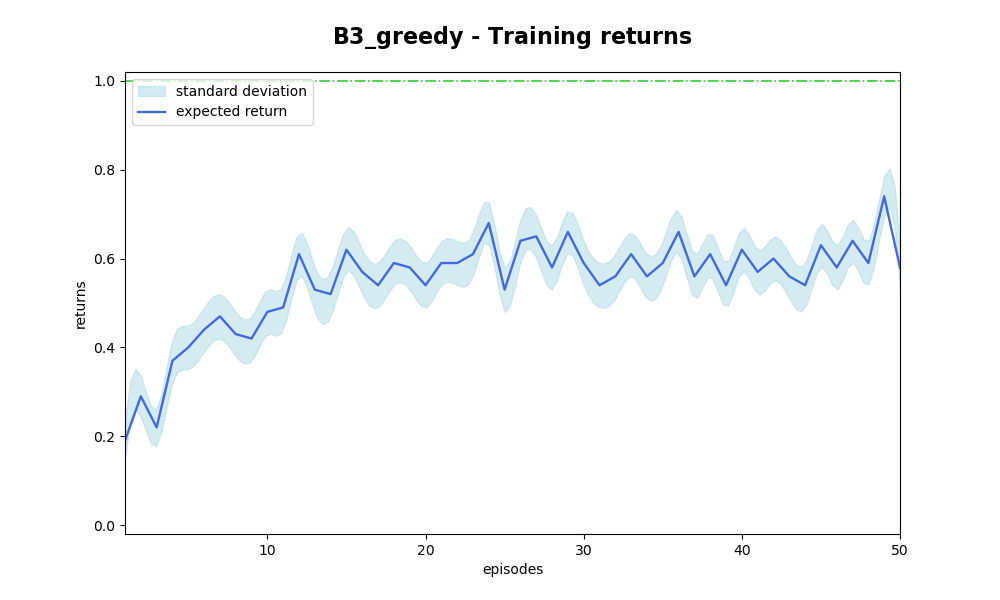 B3_greedy - Training returns
standard deviation
expected return
returns
1.0
0.8
0.6
0.4
0.2
0.0
10 20 30 40 50
episodes